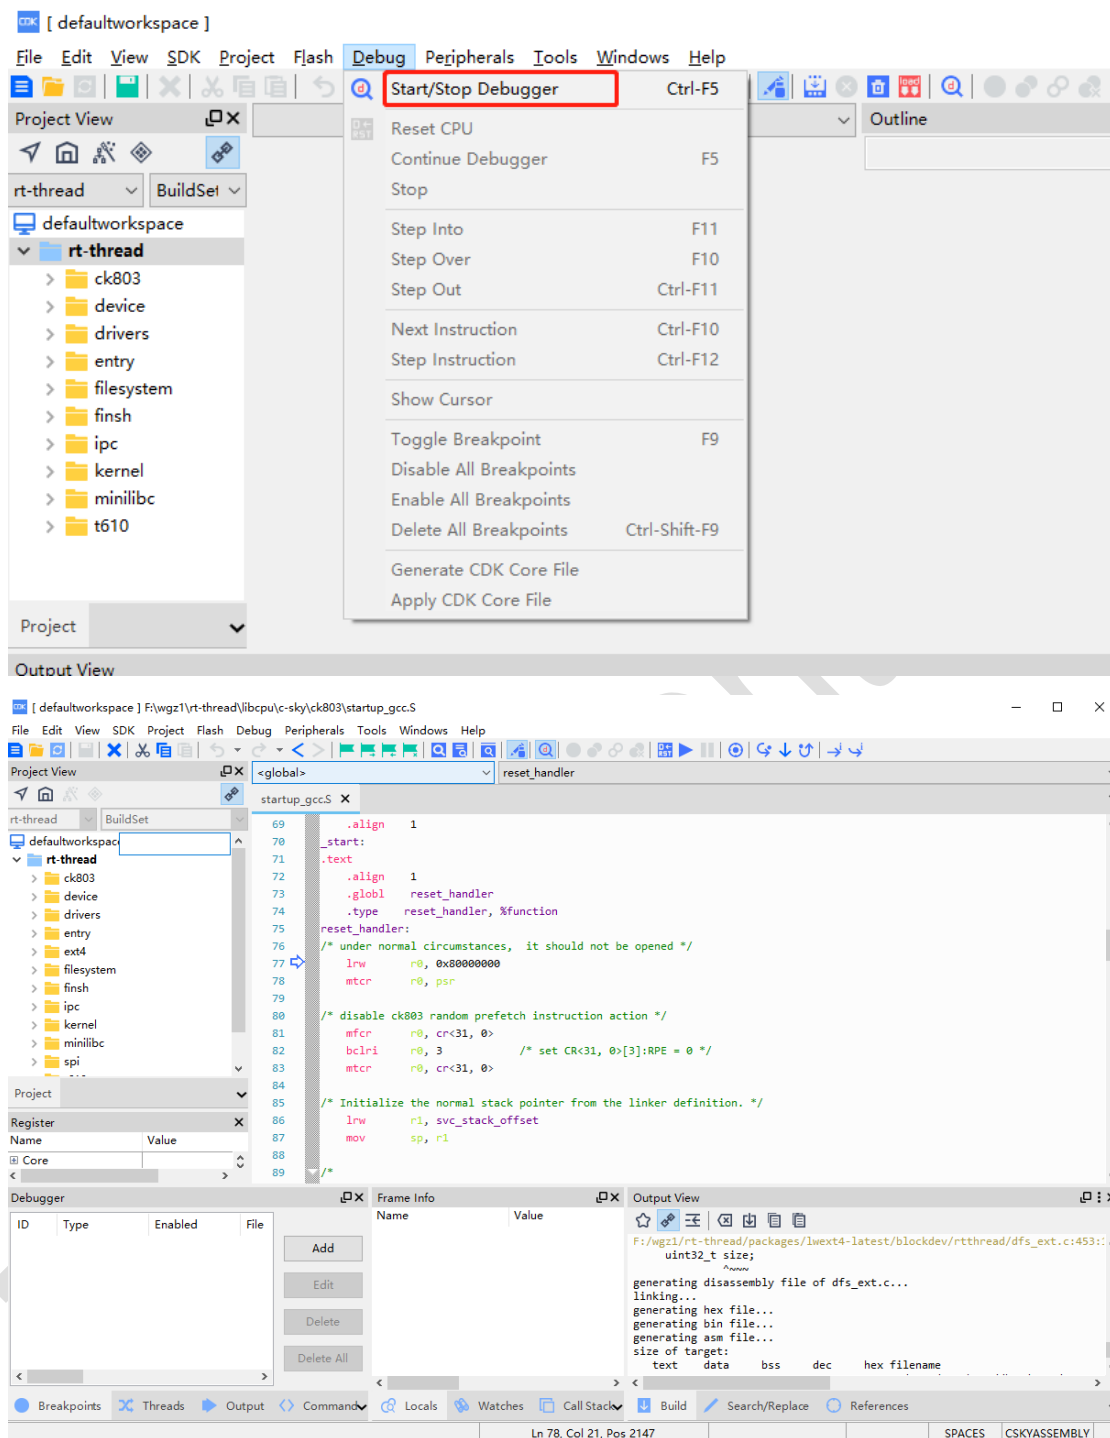 CDK [ defaultworkspace ]
File Edit View SDK Project Flash Debug Peripherals Tools Windows Help
Start/Stop Debugger Ctrl-F5
Project View
Outline
Reset CPU
Continue Debugger F5
Stop
rt-thread BuildSet
defaultworkspace
rt-thread
ck803
device
drivers
entry
filesystem
finsh
ipc
kernel
minilibc
t610
Step Into F11
Step Over F10
Step Out Ctrl-F11
Next Instruction Ctrl-F10
Step Instruction Ctrl-F12
Show Cursor
Toggle Breakpoint F9
Disable All Breakpoints
Enable All Breakpoints
Delete All Breakpoints Ctrl-Shift-F9
Generate CDK Core File
Apply CDK Core File
Project
Output View
[ defaultworkspace ] F:\wgz1\rt-thread\libcpu\c-sky\ck803\startup_gcc.S
File Edit View SDK Project Flash Debug Peripherals Tools Windows Help
Project View
<global> reset_handler
startup_gcc.S
rt-thread BuildSet
defaultworkspac
rt-thread
ck803
device
drivers
entry
ext4
filesystem
finsh
ipc
kernel
minilibc
spi
Project
69 .align 1
70 _start:
71 .text
72 .align 1
73 .globl reset_handler
74 .type reset_handler, %function
75 reset_handler:
76 /* under normal circumstances, it should not be opened */
77 lrw r0, 0x80000000
78 mtcr r0, psr
79
80 /* disable ck803 random prefetch instruction action */
81 mfcr r0, cr<31, 0>
82 bclri r0, 3 /* set CR<31, 0>[3]:RPE = 0 */
83 mtcr r0, cr<31, 0>
84
85 /* Initialize the normal stack pointer from the linker definition. */
86 lrw r1, svc_stack_offset
87 mov sp, r1
88
89 /*
Register
Name Value
Core
Debugger
ID Type Enabled File
Add
Edit
Delete
Delete All
Frame Info
Name Value
Output View
F:/wgz1/rt-thread/packages/lwext4-latest/blockdev/rtthread/dfs_ext.c:453:
uint32_t size;
^~~~
generating disassembly file of dfs_ext.c...
linking...
generating hex file...
generating bin file...
generating asm file...
size of target:
text data bss dec hex filename
Breakpoints Threads Output Command Locals Watches Call Stack Build Search/Replace References
Ln 78, Col 21, Pos 2147 SPACES CSKYASSEMBLY